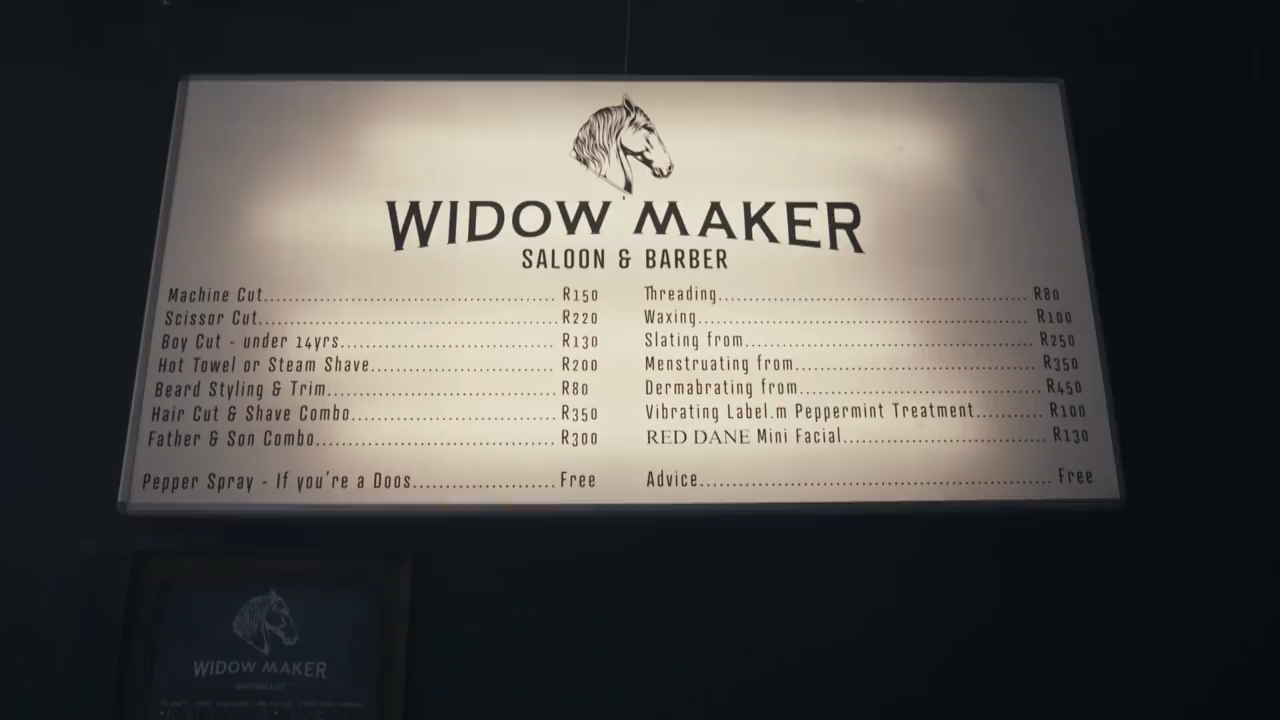 WIDOW MAKER
SALOON & BARBER
Machine Cut R150
Scissor Cut R220
Boy Cut - under 14yrs R130
Hot Towel or Steam Shave R200
Beard Styling & Trim R80
Hair Cut & Shave Combo R350
Father & Son Combo R300
Pepper Spray - If you're a Doos Free
Threading R80
Waxing R100
Slating from R250
Menstruating from R350
Dermabrating from R450
Vibrating Label.m Peppermint Treatment R100
RED DANE Mini Facial R130
Advice Free
WIDOW MAKER
WAITING LIST